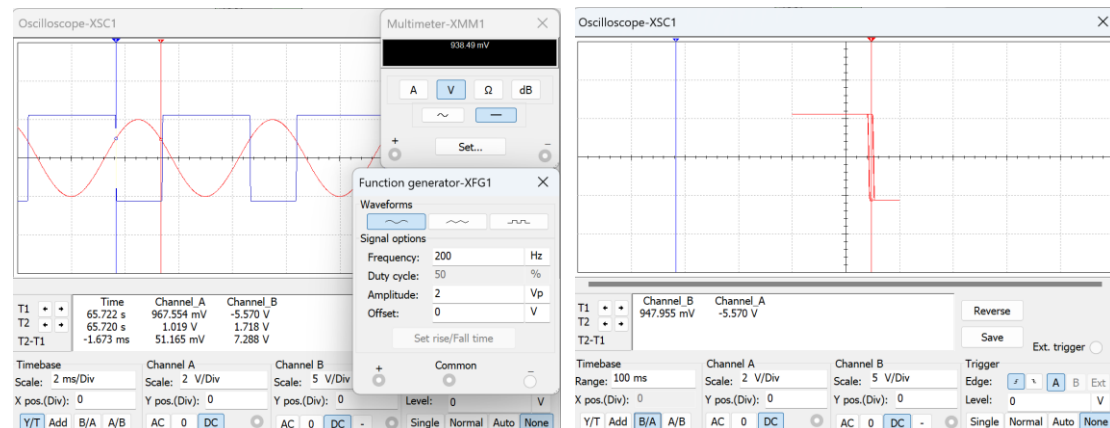 Oscilloscope-XSC1
Time Channel_A Channel_B
T1 65.722 s 967.554 mV -5.570 V
T2 65.720 s 1.019 V 1.718 V
T2-T1 -1.673 ms 51.165 mV 7.288 V
Timebase
Scale: 2 ms/Div
X pos.(Div): 0
Y/T Add B/A A/B
Channel A
Scale: 2 V/Div
Y pos.(Div): 0
AC 0 DC
Channel B
Scale: 5 V/Div
Y pos.(Div): 0
AC 0 DC -
Level: 0 V
Single Normal Auto None
Multimeter-XMM1
938.49 mV
A V Ω dB
+ Set... −
Function generator-XFG1
Waveforms
Signal options
Frequency: 200 Hz
Duty cycle: 50 %
Amplitude: 2 Vp
Offset: 0 V
Set rise/Fall time
+ Common −
Oscilloscope-XSC1
Channel_B Channel_A
T1 947.955 mV -5.570 V
T2
T2-T1
Reverse
Save
Ext. trigger
Timebase
Range: 100 ms
X pos.(Div): 0
Y/T Add B/A A/B
Channel A
Scale: 2 V/Div
Y pos.(Div): 0
AC 0 DC
Channel B
Scale: 5 V/Div
Y pos.(Div): 0
AC 0 DC -
Trigger
Edge: A B Ext
Level: 0 V
Single Normal Auto None